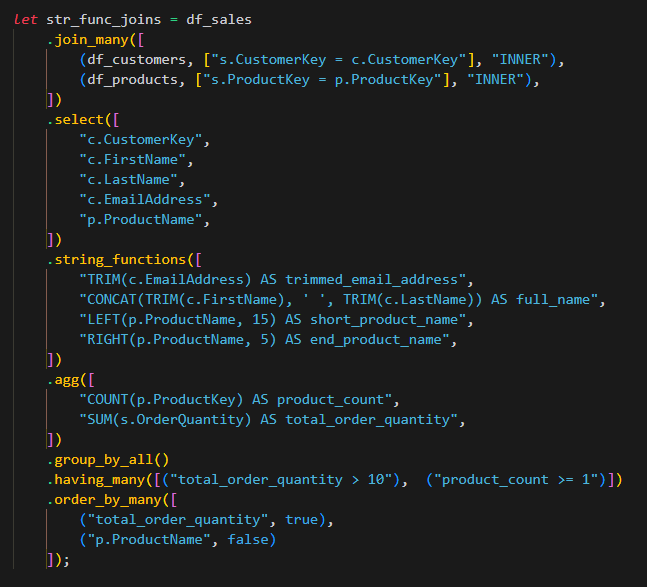 let str_func_joins = df_sales
    .join_many([
        (df_customers, ["s.CustomerKey = c.CustomerKey"], "INNER"),
        (df_products, ["s.ProductKey = p.ProductKey"], "INNER"),
    ])
    .select([
        "c.CustomerKey",
        "c.FirstName",
        "c.LastName",
        "c.EmailAddress",
        "p.ProductName",
    ])
    .string_functions([
        "TRIM(c.EmailAddress) AS trimmed_email_address",
        "CONCAT(TRIM(c.FirstName), ' ', TRIM(c.LastName)) AS full_name",
        "LEFT(p.ProductName, 15) AS short_product_name",
        "RIGHT(p.ProductName, 5) AS end_product_name",
    ])
    .agg([
        "COUNT(p.ProductKey) AS product_count",
        "SUM(s.OrderQuantity) AS total_order_quantity",
    ])
    .group_by_all()
    .having_many([("total_order_quantity > 10"),  ("product_count >= 1")])
    .order_by_many([
        ("total_order_quantity", true),
        ("p.ProductName", false)
    ]);